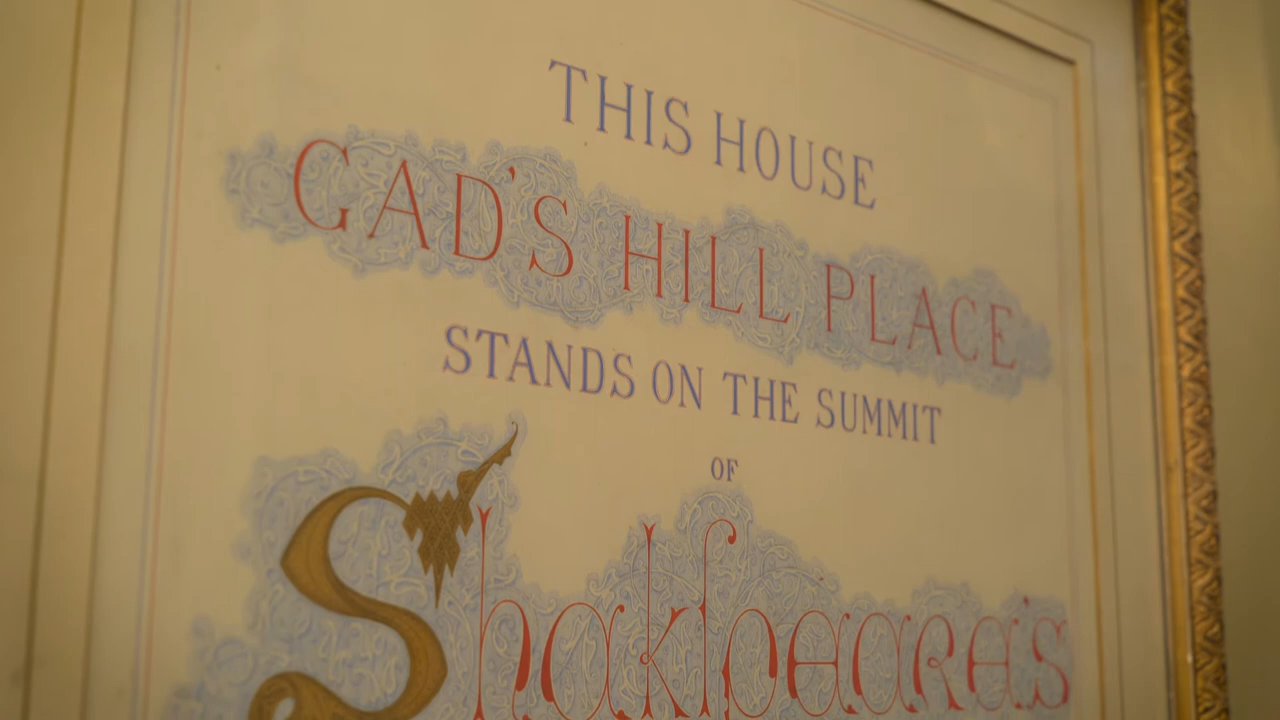 THIS HOUSE
GAD'S HILL PLACE
STANDS ON THE SUMMIT
OF
Shakſpeare's